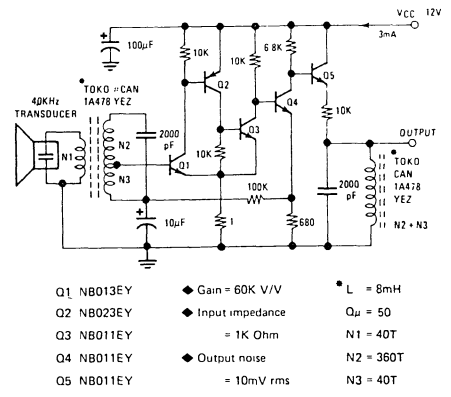 VCC 12V
3mA
100µF
10K
Q2
10K
6.8K
Q5
* TOKO #CAN
1A478 YEZ
40KHz
TRANSDUCER
N1
N2
N3
2000
pF
Q1
10K
Q3
Q4
10K
OUTPUT
* TOKO
CAN
1A478
YEZ
N2 + N3
2000
pF
100K
10µF
1
680
Q1 NB013EY
Q2 NB023EY
Q3 NB011EY
Q4 NB011EY
Q5 NB011EY
◆ Gain = 60K V/V
◆ Input impedance
= 1K Ohm
◆ Output noise
= 10mV rms
* L = 8mH
Qµ = 50
N1 = 40T
N2 = 360T
N3 = 40T